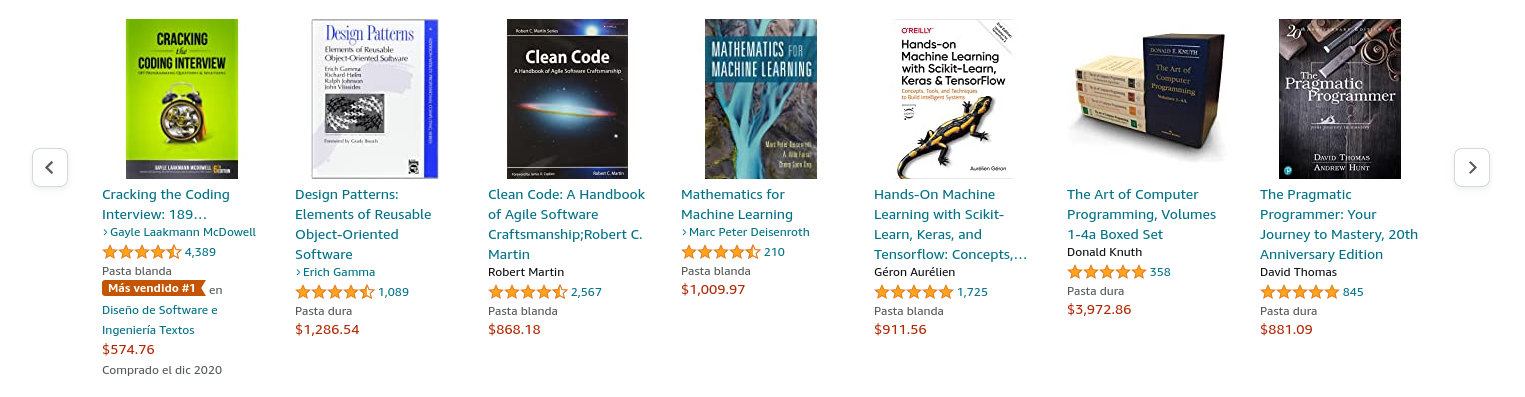 CRACKING
the
CODING INTERVIEW
189 PROGRAMMING QUESTIONS & SOLUTIONS
GAYLE LAAKMANN MCDOWELL
6TH EDITION
Cracking the Coding
Interview: 189…
› Gayle Laakmann McDowell
4,389
Pasta blanda
Más vendido #1 en
Diseño de Software e
Ingeniería Textos
$574.76
Comprado el dic 2020
Design Patterns
Elements of Reusable
Object-Oriented Software
Erich Gamma
Richard Helm
Ralph Johnson
John Vlissides
Foreword by Grady Booch
Design Patterns:
Elements of Reusable
Object-Oriented
Software
› Erich Gamma
1,089
Pasta dura
$1,286.54
Robert C. Martin Series
Clean Code
A Handbook of Agile Software Craftsmanship
Robert C. Martin
Clean Code: A Handbook
of Agile Software
Craftsmanship;Robert C.
Martin
Robert Martin
2,567
Pasta blanda
$868.18
MATHEMATICS FOR
MACHINE LEARNING
Marc Peter Deisenroth
A. Aldo Faisal
Cheng Soon Ong
Mathematics for
Machine Learning
› Marc Peter Deisenroth
210
Pasta blanda
$1,009.97
O'REILLY
Hands-on
Machine Learning
with Scikit-Learn,
Keras & TensorFlow
Concepts, Tools, and Techniques
to Build Intelligent Systems
Aurélien Géron
Hands-On Machine
Learning with Scikit-
Learn, Keras, and
Tensorflow: Concepts,…
Géron Aurélien
1,725
Pasta blanda
$911.56
DONALD E. KNUTH
The Art of
Computer
Programming
Volumes 1-4A
The Art of Computer
Programming, Volumes
1-4a Boxed Set
Donald Knuth
358
Pasta dura
$3,972.86
20th ANNIVERSARY EDITION
The
Pragmatic
Programmer
your journey to mastery
DAVID THOMAS
ANDREW HUNT
The Pragmatic
Programmer: Your
Journey to Mastery, 20th
Anniversary Edition
David Thomas
845
Pasta dura
$881.09